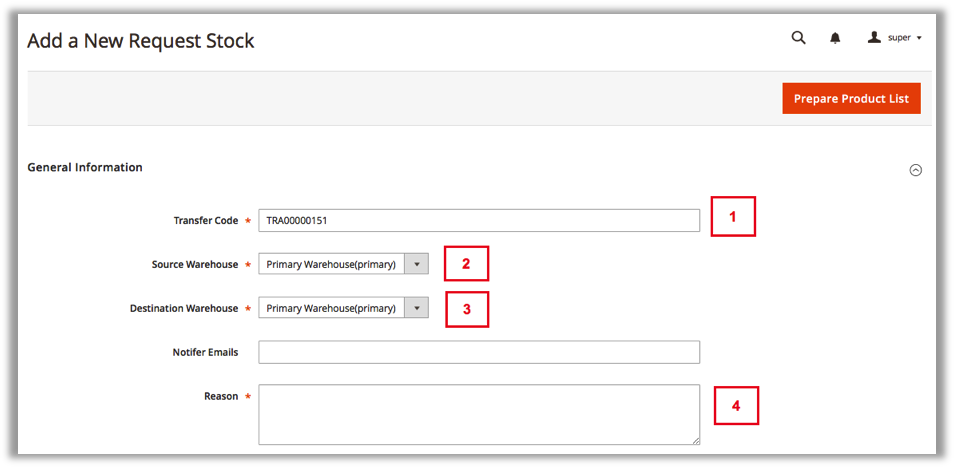 Add a New Request Stock
super
Prepare Product List
General Information
Transfer Code * TRA00000151 1
Source Warehouse * Primary Warehouse(primary) 2
Destination Warehouse * Primary Warehouse(primary) 3
Notifer Emails
Reason * 4